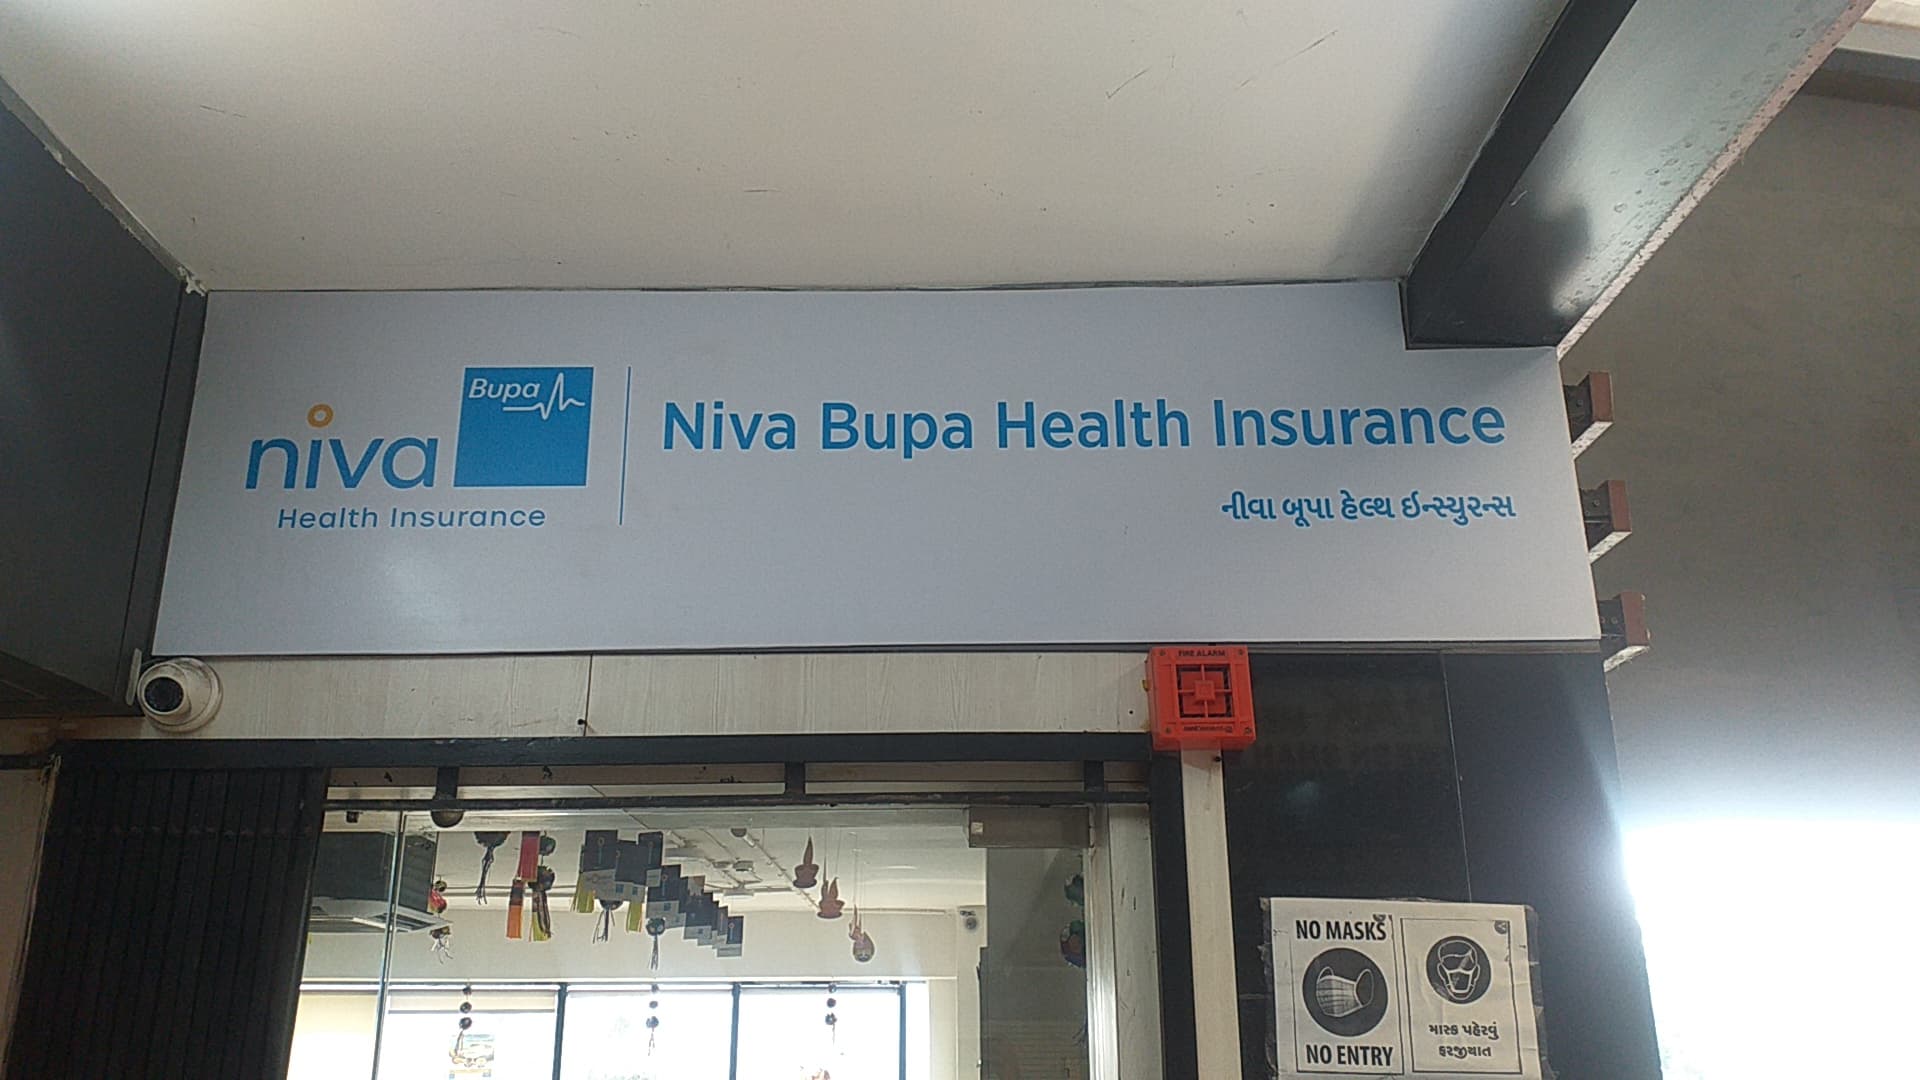 niva
Bupa
Health Insurance
Niva Bupa Health Insurance
નીવા બૂપા હેલ્થ ઈન્સ્યુરન્સ
FIRE ALARM
NO MASKS
NO ENTRY
માસ્ક પહેરવું
ફરજીયાત